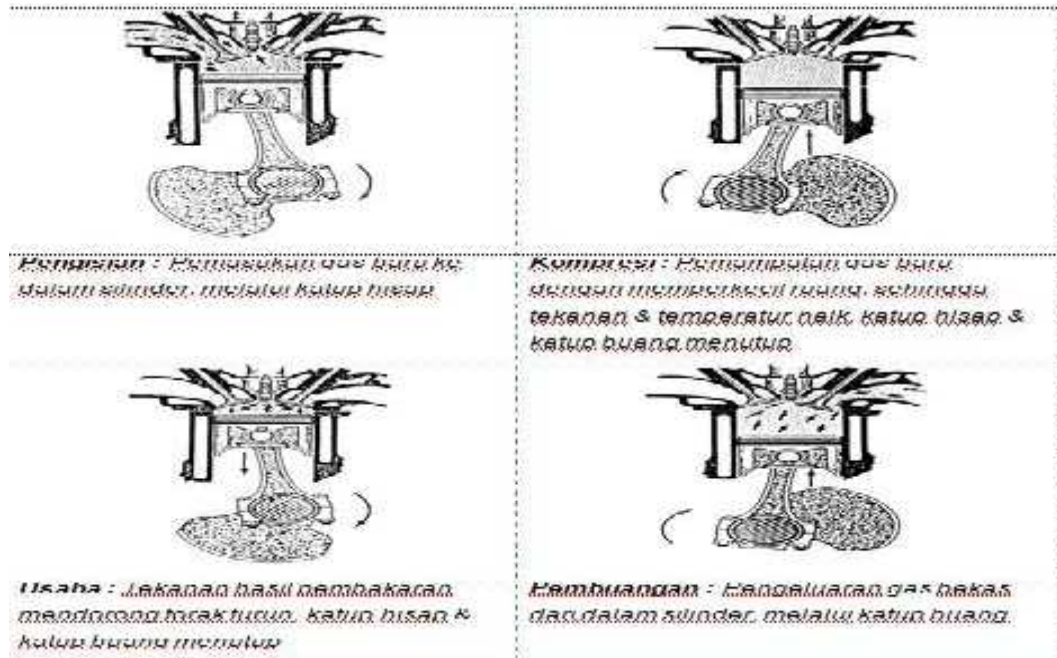 Pengisian : Pemasukan gas baru ke
dalam silinder, melalui katup hisap
Kompresi : Pemampatan gas baru
dengan memperkecil ruang, sehingga
tekanan & temperatur naik, katup hisap &
katup buang menutup
Usaha : Tekanan hasil pembakaran
mendorong torak turun, katup hisap &
katup buang menutup
Pembuangan : Pengeluaran gas bekas
dari dalam silinder, melalui katup buang